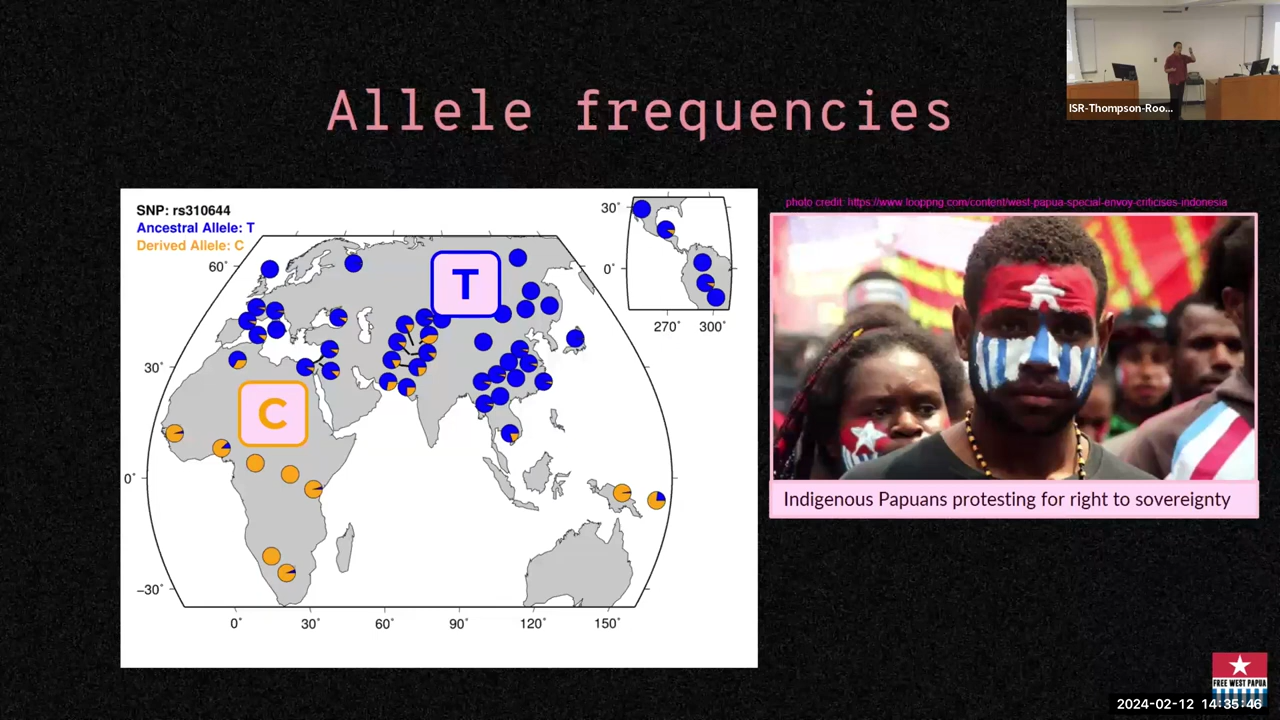 ISR-Thompson-Roo...
Allele frequencies
SNP: rs310644
Ancestral Allele: T
Derived Allele: C
60˚
30˚
0˚
−30˚
0˚
30˚
60˚
90˚
120˚
150˚
30˚
0˚
270˚
300˚
T
C
photo credit: https://www.looppng.com/content/west-papua-special-envoy-criticises-indonesia
Indigenous Papuans protesting for right to sovereignty
FREE WEST PAPUA
2024-02-12 14:35:46